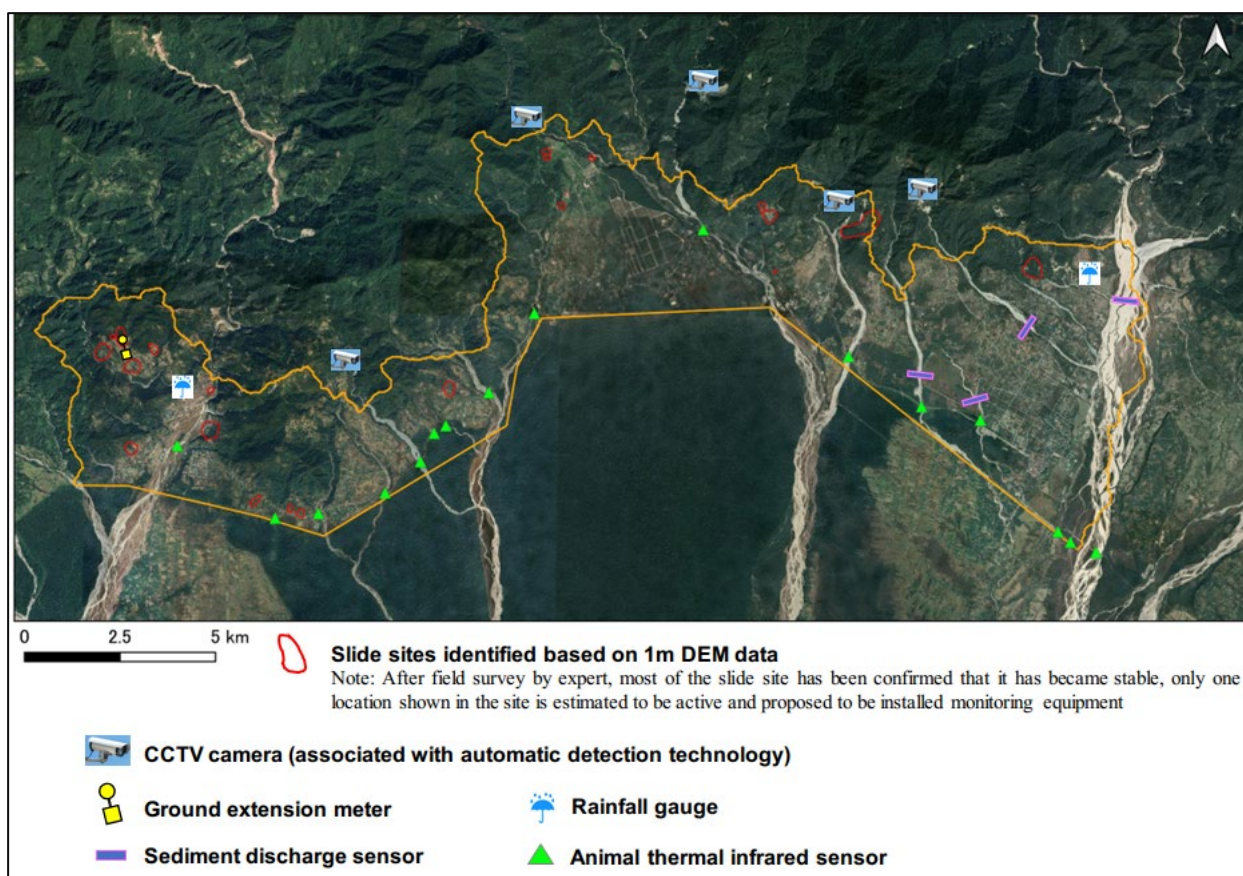 0 2.5 5 km
Slide sites identified based on 1m DEM data
Note: After field survey by expert, most of the slide site has been confirmed that it has became stable, only one
location shown in the site is estimated to be active and proposed to be installed monitoring equipment
CCTV camera (associated with automatic detection technology)
Ground extension meter
Rainfall gauge
Sediment discharge sensor
Animal thermal infrared sensor